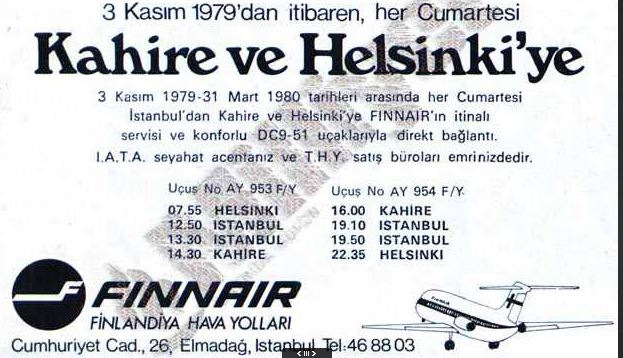 3 Kasım 1979'dan itibaren, her Cumartesi
Kahire ve Helsinki'ye
3 Kasım 1979-31 Mart 1980 tarihleri arasında her Cumartesi
İstanbul'dan Kahire ve Helsinki'ye FINNAIR'ın itinalı
servisi ve konforlu DC9-51 uçaklarıyla direkt bağlantı.
I.A.T.A. seyahat acentanız ve T.H.Y. satış büroları emrinizdedir.
Uçuş No AY 953 F/Y
07.55 HELSINKI
12.50 ISTANBUL
13.30 ISTANBUL
14.30 KAHİRE
Uçuş No AY 954 F/Y
16.00 KAHİRE
19.10 ISTANBUL
19.50 ISTANBUL
22.35 HELSINKI
FINNAIR
FİNLANDİYA HAVA YOLLARI
Cumhuriyet Cad., 26, Elmadağ, Istanbul Tel: 46 88 03